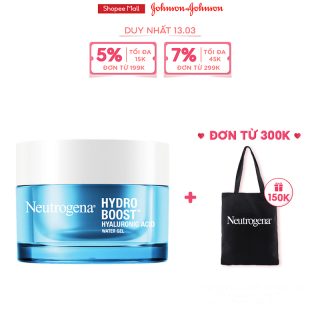 Shopee Mall
Johnson & Johnson
DUY NHẤT 13.03
5% TỐI ĐA 15K
ĐƠN TỪ 199K
7% TỐI ĐA 45K
ĐƠN TỪ 299K
ĐƠN TỪ 300K
150K
Neutrogena®
HYDRO
BOOST®
HYALURONIC ACID
WATER GEL
+
Neutrogena®